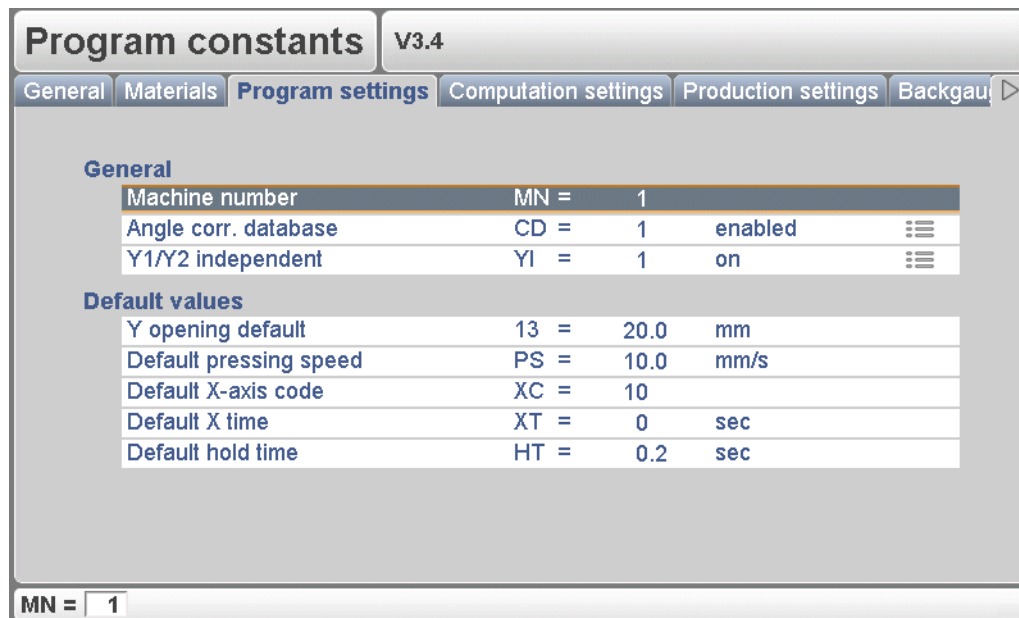 Program constants V3.4
General Materials Program settings Computation settings Production settings Backgau
General
Machine number MN = 1
Angle corr. database CD = 1 enabled
Y1/Y2 independent YI = 1 on
Default values
Y opening default 13 = 20.0 mm
Default pressing speed PS = 10.0 mm/s
Default X-axis code XC = 10
Default X time XT = 0 sec
Default hold time HT = 0.2 sec
MN = 1